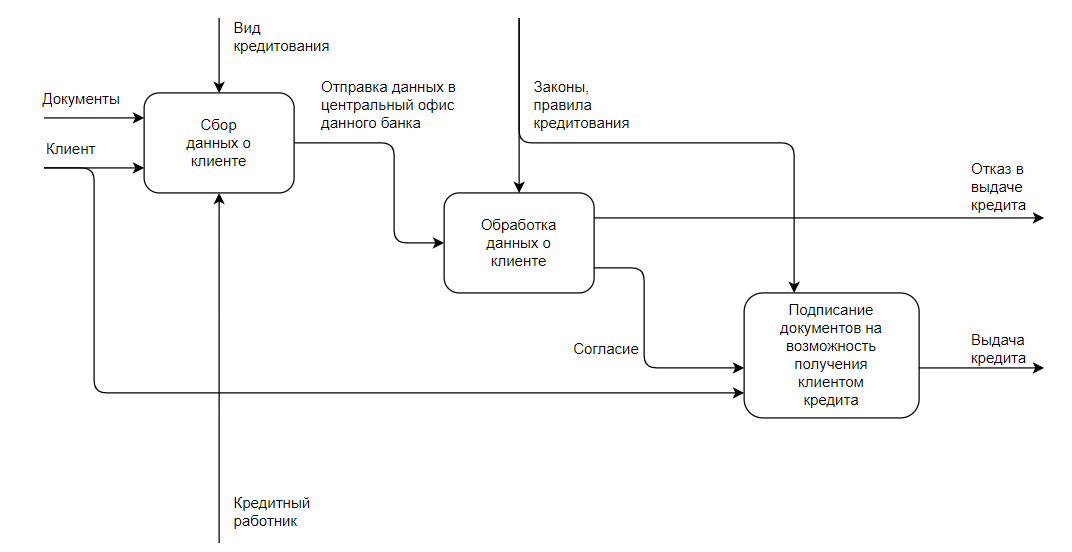 Вид
кредитования
Документы
Клиент
Сбор
данных о
клиенте
Отправка данных в
центральный офис
данного банка
Законы,
правила
кредитования
Обработка
данных о
клиенте
Отказ в
выдаче
кредита
Согласие
Подписание
документов на
возможность
получения
клиентом
кредита
Выдача
кредита
Кредитный
работник